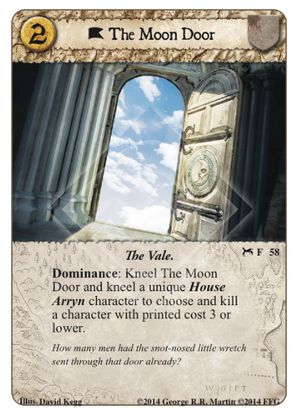 2
The Moon Door
The Vale.
F 58
Dominance: Kneel The Moon
Door and kneel a unique House
Arryn character to choose and kill
a character with printed cost 3 or
lower.
How many men had the snot-nosed little wretch
sent through that door already?
Illus. David Kegg
©2014 George R.R. Martin ©2014 FFG